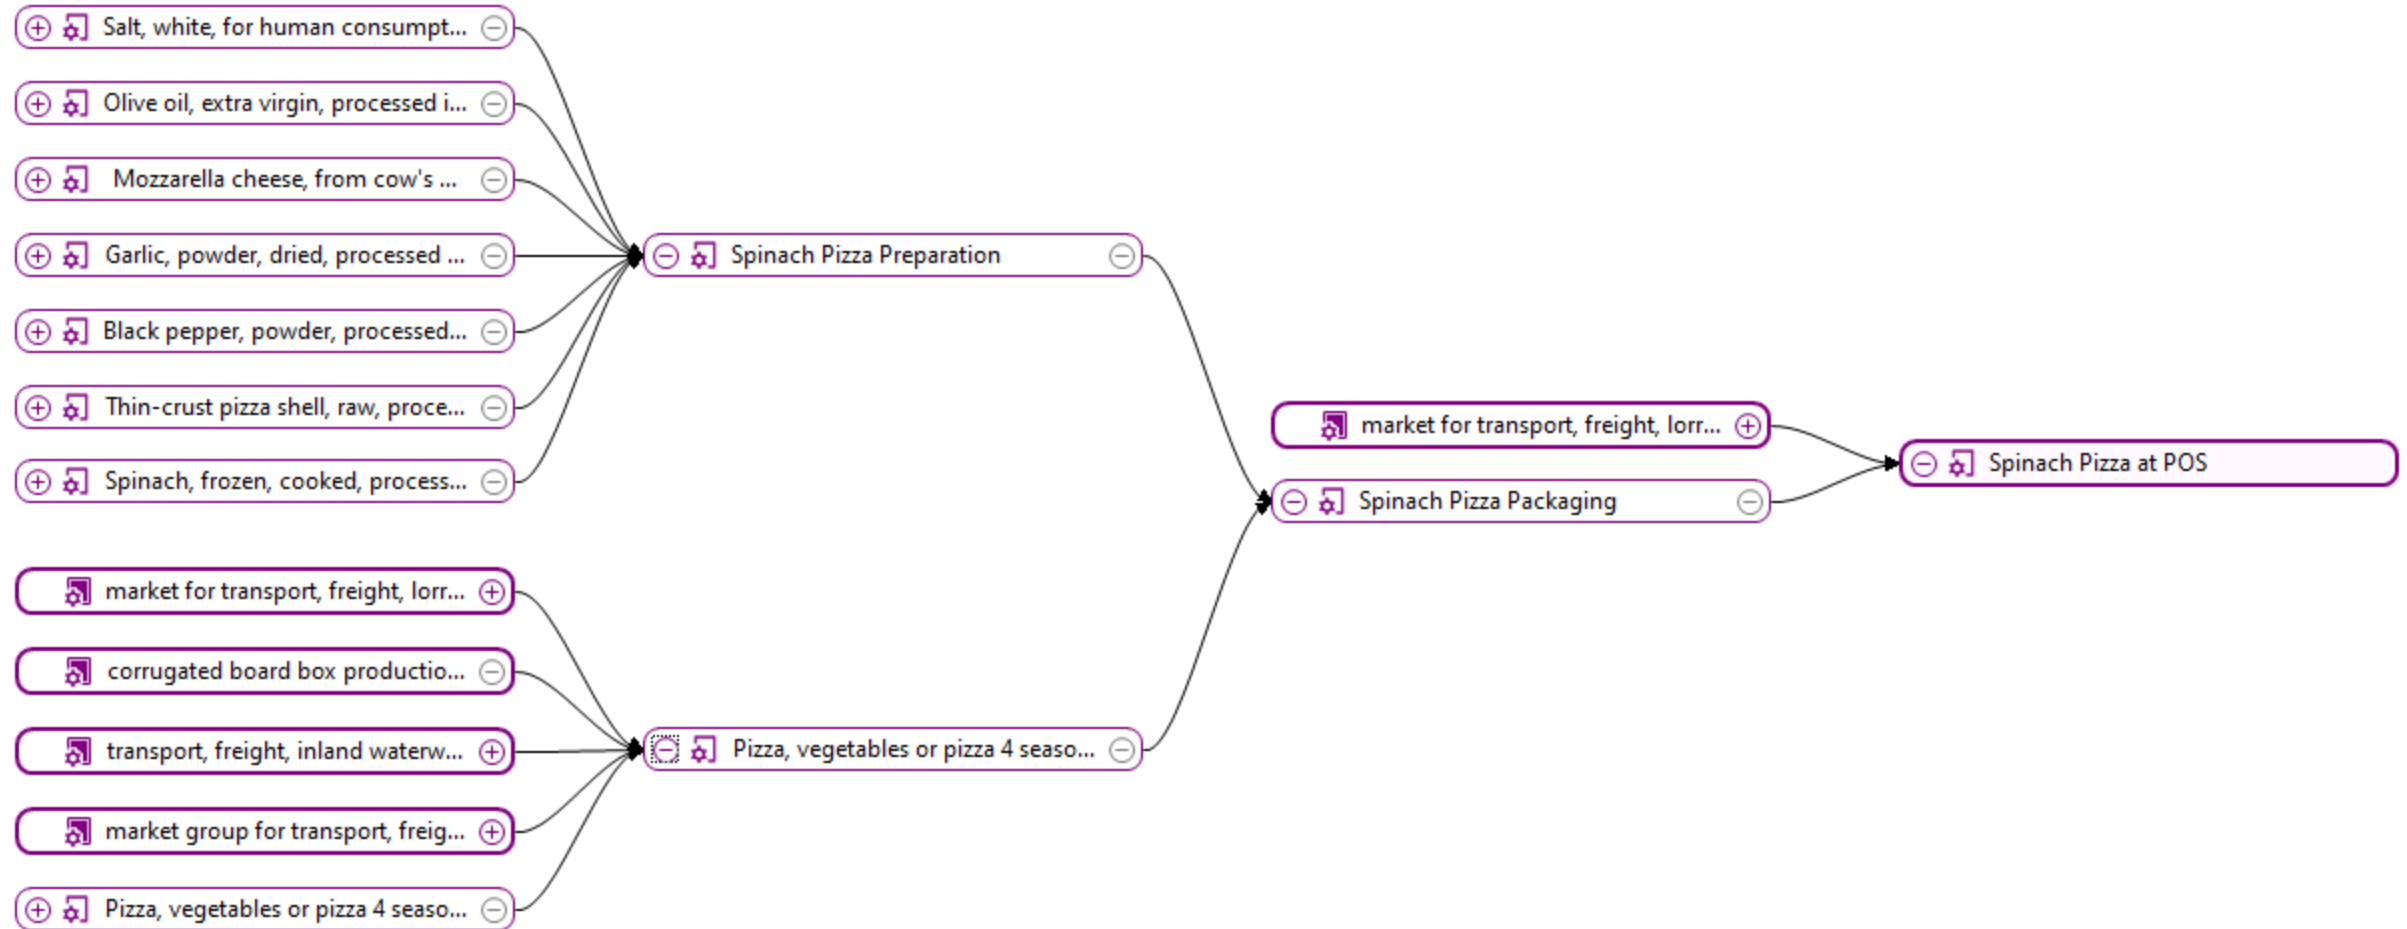 Salt, white, for human consumpt...
Olive oil, extra virgin, processed i...
Mozzarella cheese, from cow's ...
Garlic, powder, dried, processed ...
Black pepper, powder, processed...
Thin-crust pizza shell, raw, proce...
Spinach, frozen, cooked, process...
market for transport, freight, lorr...
corrugated board box productio...
transport, freight, inland waterw...
market group for transport, freig...
Pizza, vegetables or pizza 4 seaso...
Spinach Pizza Preparation
Pizza, vegetables or pizza 4 seaso...
market for transport, freight, lorr...
Spinach Pizza Packaging
Spinach Pizza at POS